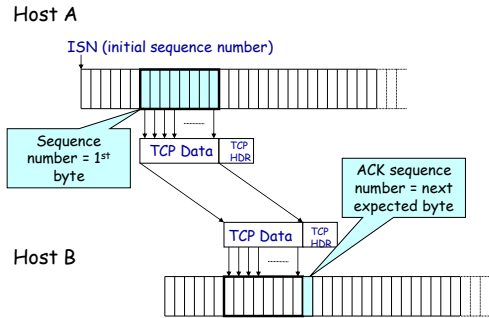 Host A
ISN (initial sequence number)
Sequence
number = 1st
byte
TCP Data
TCP
HDR
ACK sequence
number = next
expected byte
TCP Data
TCP
HDR
Host B